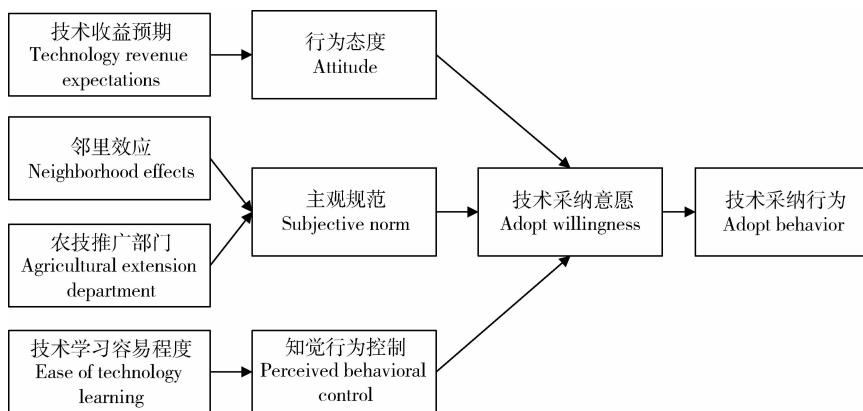 技术收益预期
Technology revenue
expectations
行为态度
Attitude
邻里效应
Neighborhood effects
主观规范
Subjective norm
技术采纳意愿
Adopt willingness
技术采纳行为
Adopt behavior
农技推广部门
Agricultural extension
department
技术学习容易程度
Ease of technology
learning
知觉行为控制
Perceived behavioral
control